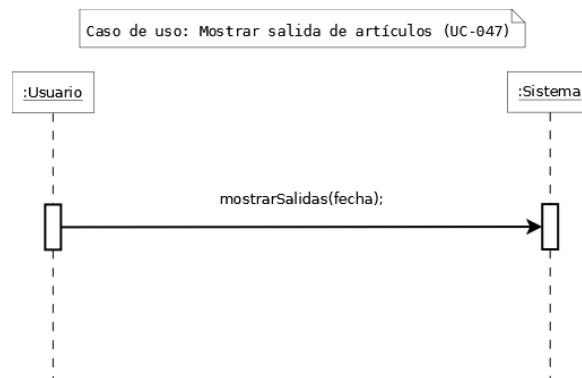 Caso de uso: Mostrar salida de artículos (UC-047)
:Usuario
:Sistema
mostrarSalidas(fecha);